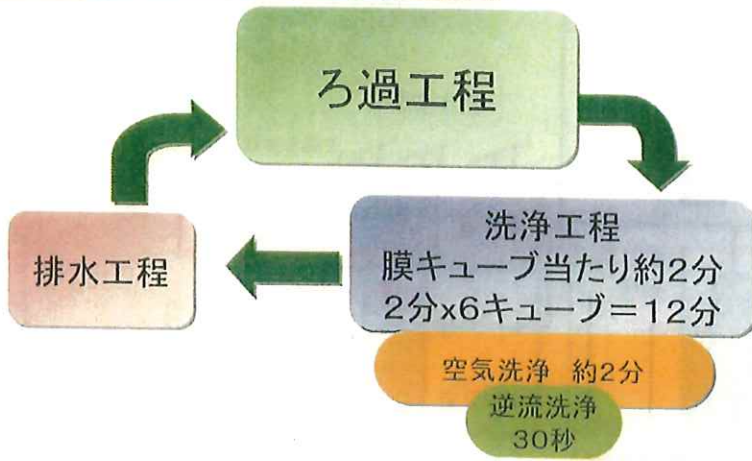 ろ過工程
洗浄工程
膜キューブ当たり約2分
2分x6キューブ=12分
排水工程
空気洗浄 約2分
逆流洗浄
30秒